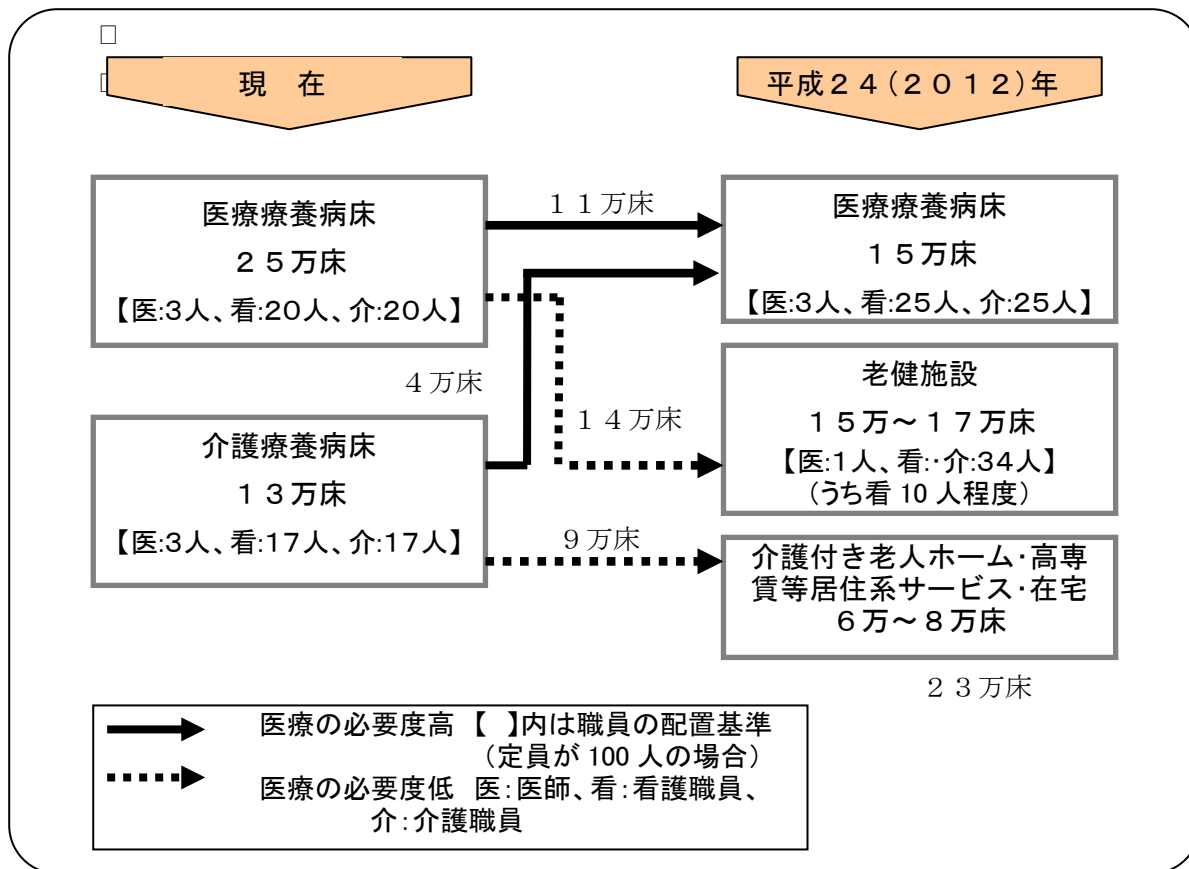 現 在
平成24(2012)年
医療療養病床
25万床
【医:3人、看:20人、介:20人】
11万床
医療療養病床
15万床
【医:3人、看:25人、介:25人】
4万床
14万床
老健施設
15万～17万床
【医:1人、看:・介:34人】
(うち看 10 人程度)
介護療養病床
13万床
【医:3人、看:17人、介:17人】
9万床
介護付き老人ホーム・高専
賃等居住系サービス・在宅
6万～8万床
23万床
医療の必要度高 【 】内は職員の配置基準
(定員が 100 人の場合)
医療の必要度低 医:医師、看:看護職員、
介:介護職員